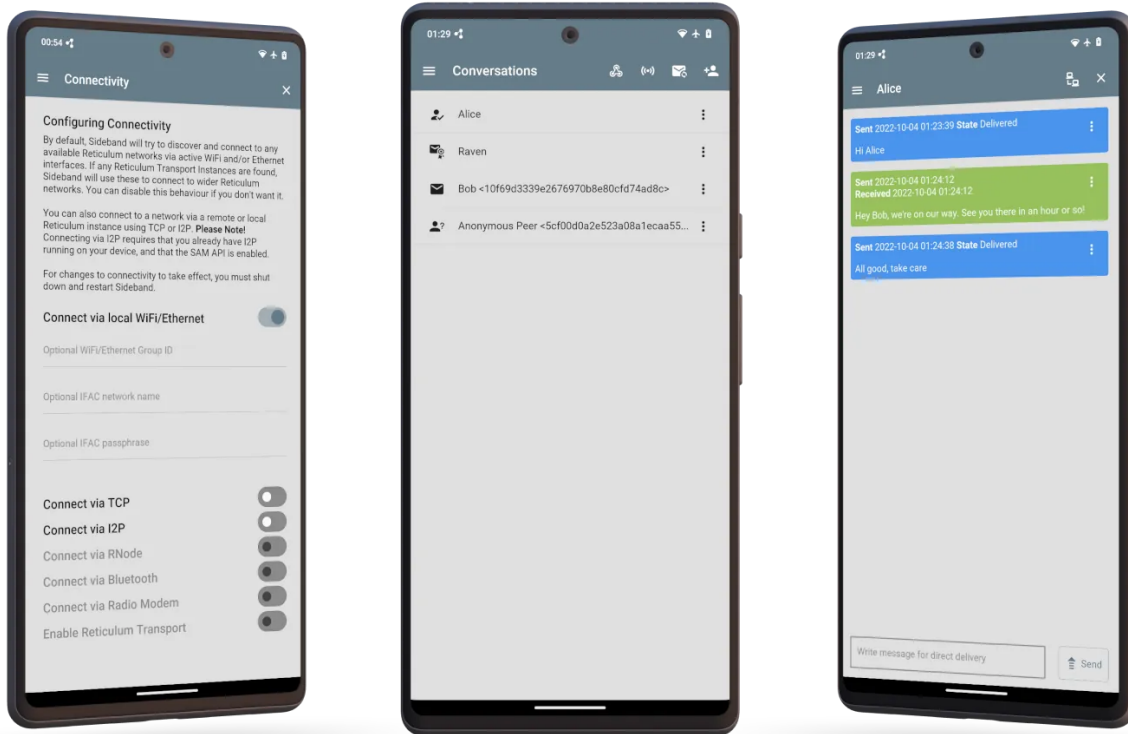 00:54
Connectivity
Configuring Connectivity
By default, Sideband will try to discover and connect to any
available Reticulum networks via active WiFi and/or Ethernet
interfaces. If any Reticulum Transport Instances are found,
Sideband will use these to connect to wider Reticulum
networks. You can disable this behaviour if you don't want it.
You can also connect to a network via a remote or local
Reticulum instance using TCP or I2P. Please Note!
Connecting via I2P requires that you already have I2P
running on your device, and that the SAM API is enabled.
For changes to connectivity to take effect, you must shut
down and restart Sideband.
Connect via local WiFi/Ethernet
Optional WiFi/Ethernet Group ID
Optional IFAC network name
Optional IFAC passphrase
Connect via TCP
Connect via I2P
Connect via RNode
Connect via Bluetooth
Connect via Radio Modem
Enable Reticulum Transport
01:29
Conversations
Alice
Raven
Bob <10f69d3339e2676970b8e80cfd74ad8c>
Anonymous Peer <5cf00d0a2e523a08a1ecaa55...
01:29
Alice
Sent 2022-10-04 01:23:39 State Delivered
Hi Alice
Sent 2022-10-04 01:24:12
Received 2022-10-04 01:24:12
Hey Bob, we're on our way. See you there in an hour or so!
Sent 2022-10-04 01:24:38 State Delivered
All good, take care
Write message for direct delivery
Send